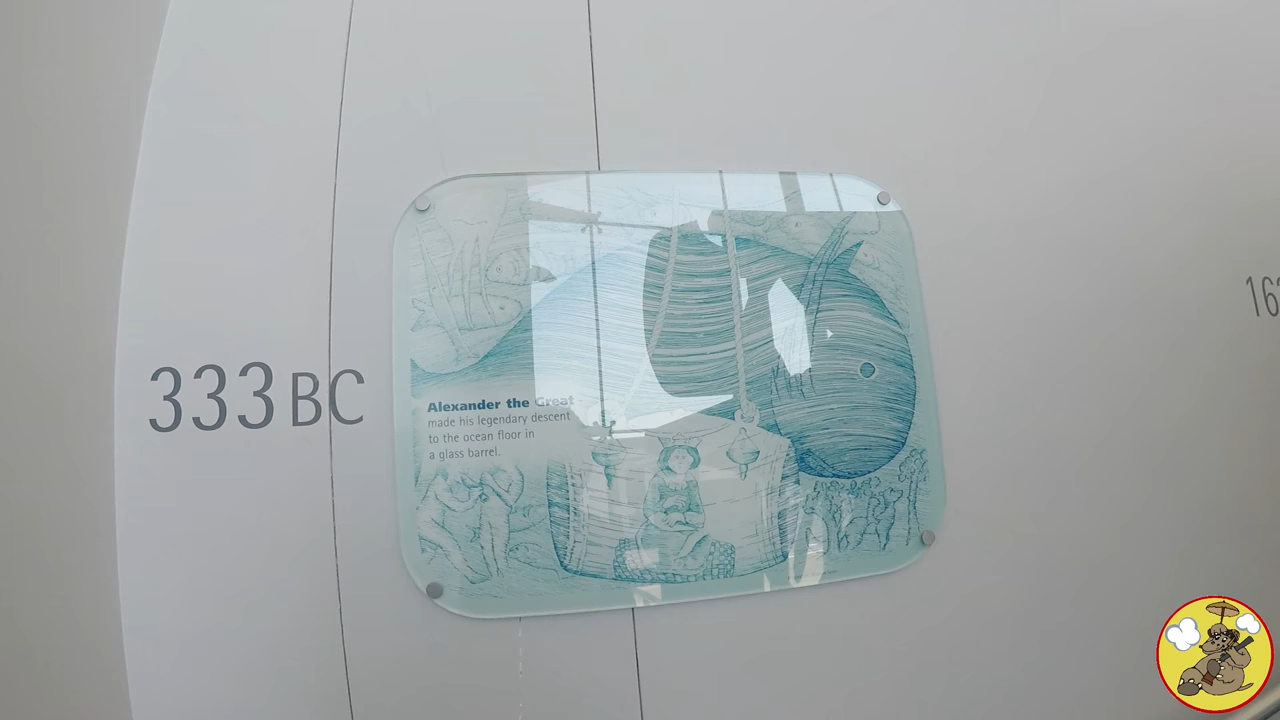 333 BC
Alexander the Great
made his legendary descent
to the ocean floor in
a glass barrel.